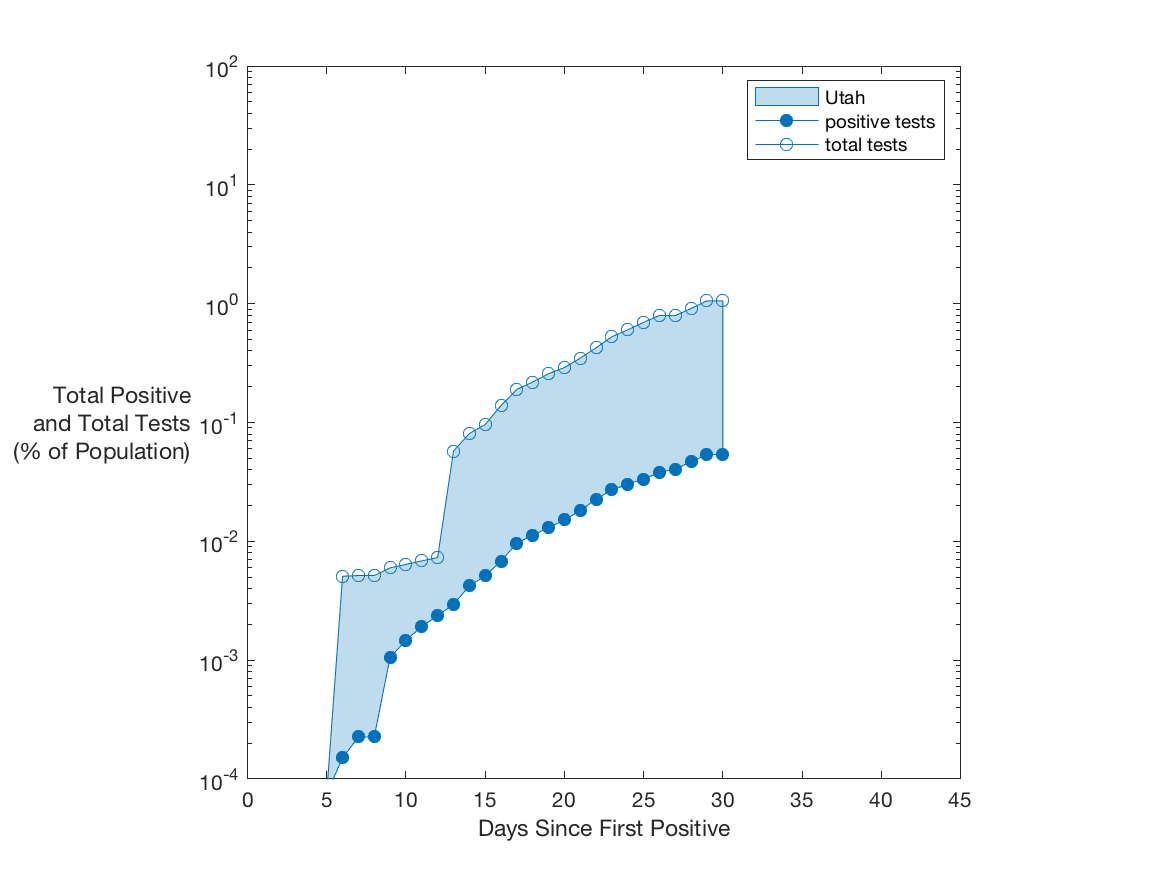 10^2
10^1
10^0
10^-1
10^-2
10^-3
10^-4
Total Positive
and Total Tests
(% of Population)
Utah
positive tests
total tests
0 5 10 15 20 25 30 35 40 45
Days Since First Positive